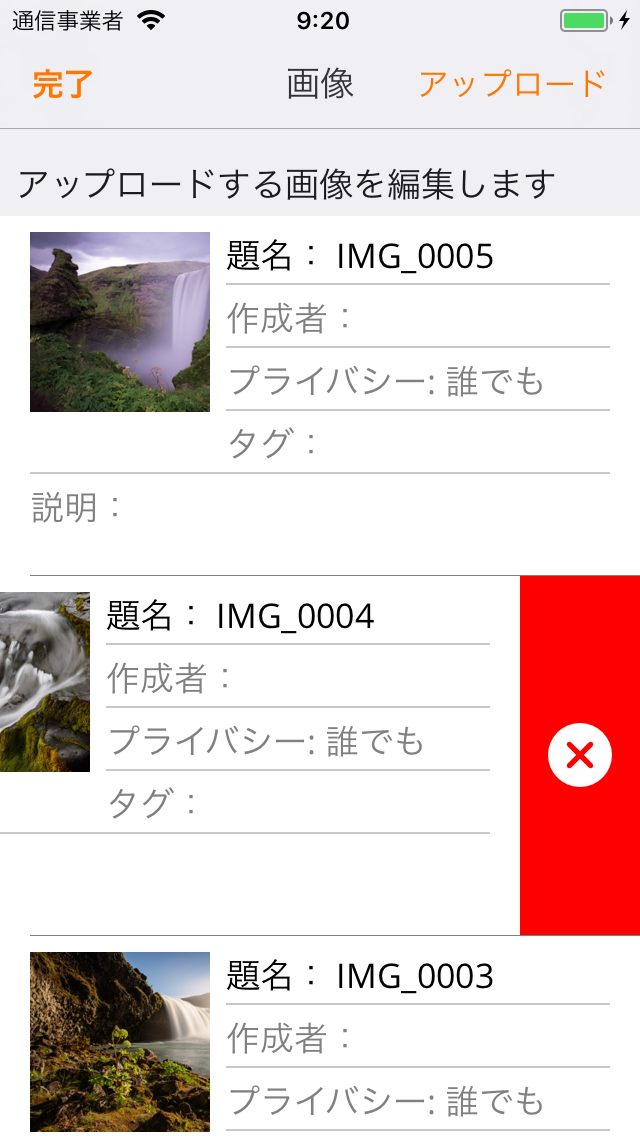 通信事業者 9:20
完了 画像 アップロード
アップロードする画像を編集します
題名： IMG_0005
作成者：
プライバシー: 誰でも
タグ：
説明：
題名： IMG_0004
作成者：
プライバシー: 誰でも
タグ：
題名： IMG_0003
作成者：
プライバシー: 誰でも